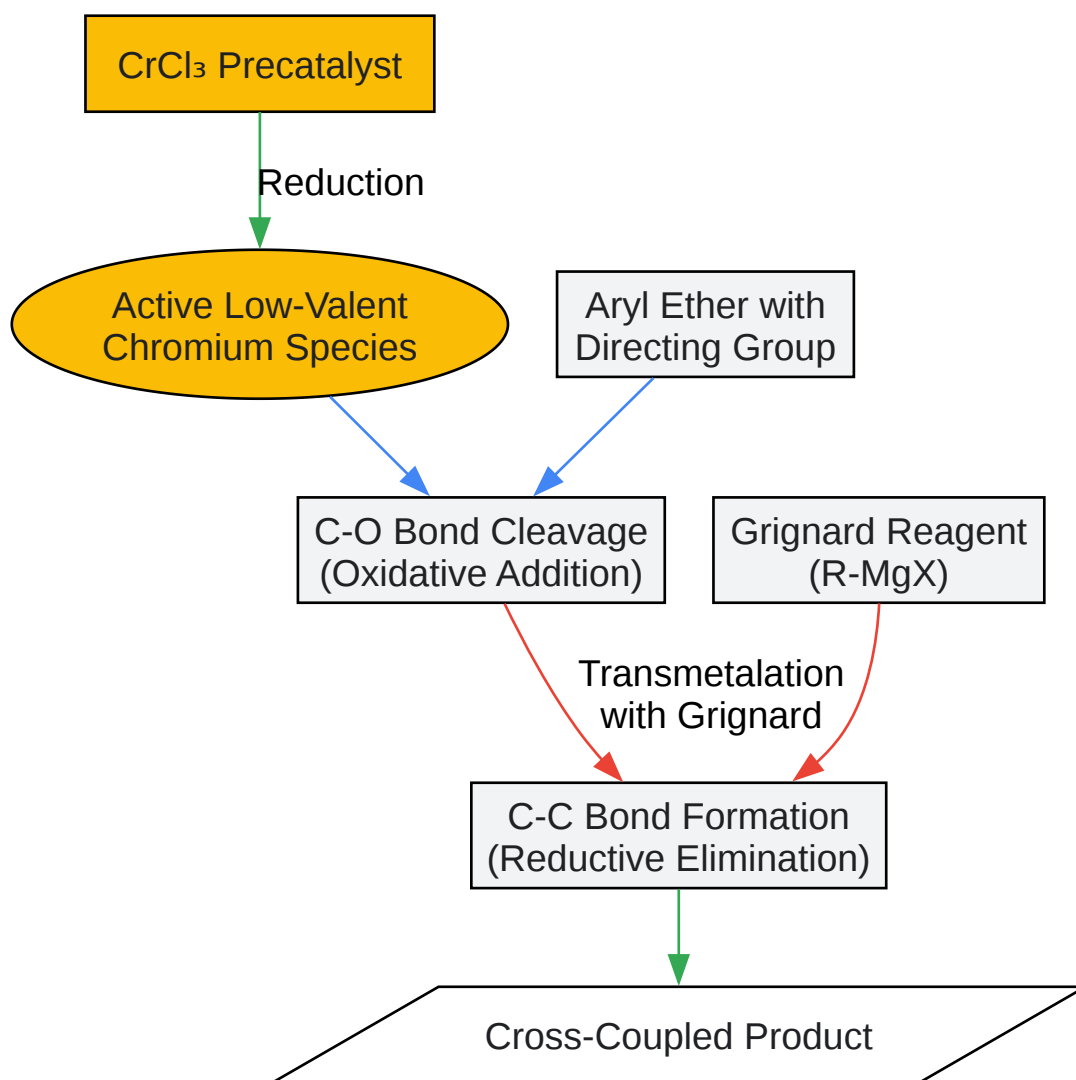 CrCl₃ Precatalyst
Reduction
Active Low-Valent
Chromium Species
Aryl Ether with
Directing Group
C-O Bond Cleavage
(Oxidative Addition)
Grignard Reagent
(R-MgX)
Transmetalation
with Grignard
C-C Bond Formation
(Reductive Elimination)
Cross-Coupled Product